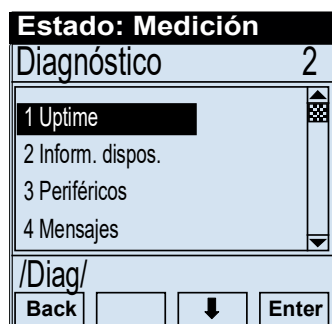 Estado: Medición
Diagnóstico 2
1 Uptime
2 Inform. dispos.
3 Periféricos
4 Mensajes
/Diag/
Back Enter